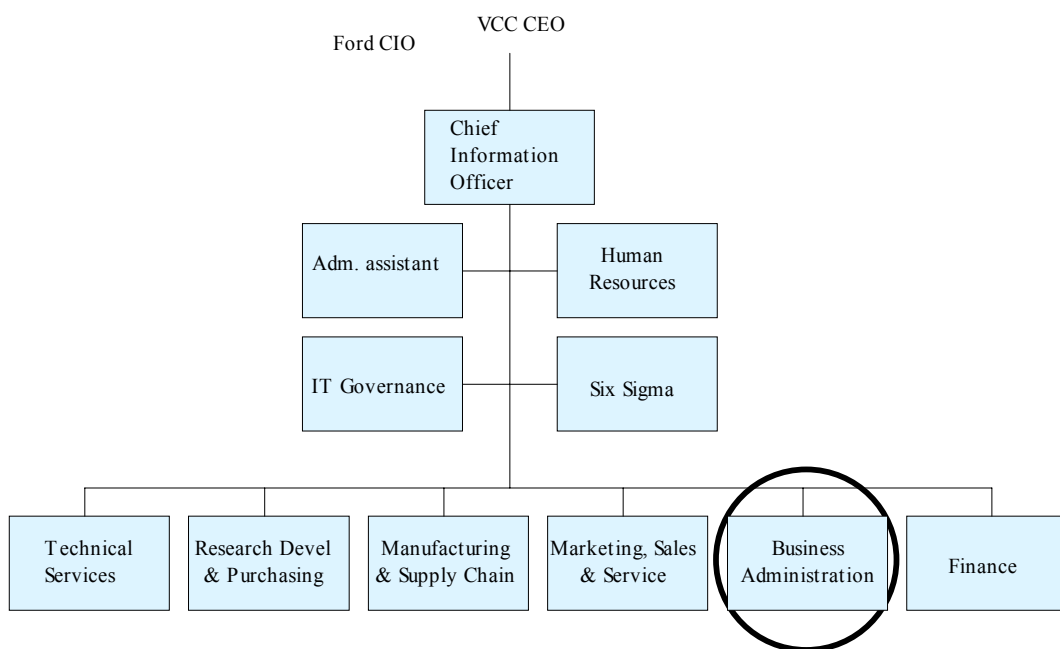 VCC CEO
Ford CIO
Chief
Information
Officer
Adm. assistant
Human
Resources
IT Governance
Six Sigma
Technical
Services
Research Devel
& Purchasing
Manufacturing
& Supply Chain
Marketing, Sales
& Service
Business
Administration
Finance